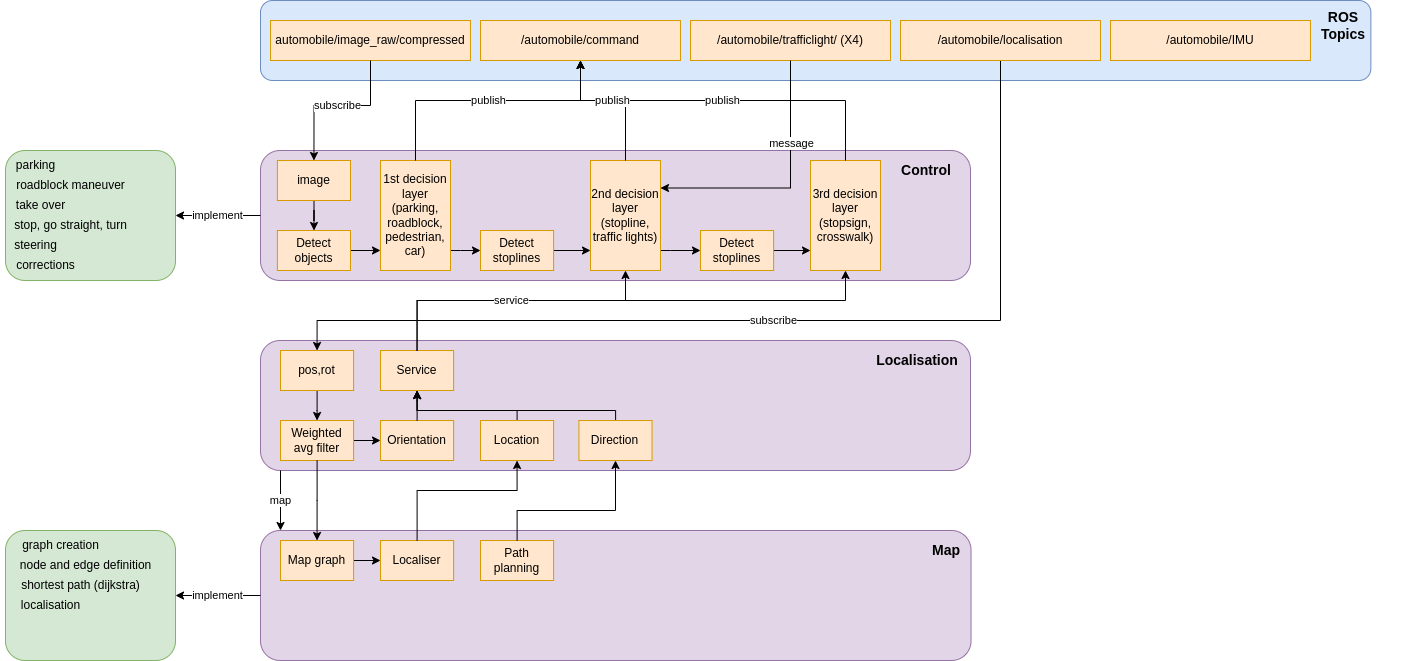 ROS
Topics
automobile/image_raw/compressed
/automobile/command
/automobile/trafficlight/ (X4)
/automobile/localisation
/automobile/IMU
subscribe
publish
publish
publish
message
parking
roadblock maneuver
take over
stop, go straight, turn
steering
corrections
implement
Control
image
Detect
objects
1st decision
layer
(parking,
roadblock,
pedestrian,
car)
Detect
stoplines
2nd decision
layer
(stopline,
traffic lights)
Detect
stoplines
3rd decision
layer
(stopsign,
crosswalk)
service
subscribe
Localisation
pos,rot
Service
Weighted
avg filter
Orientation
Location
Direction
map
graph creation
node and edge definition
shortest path (dijkstra)
localisation
implement
Map
Map graph
Localiser
Path
planning